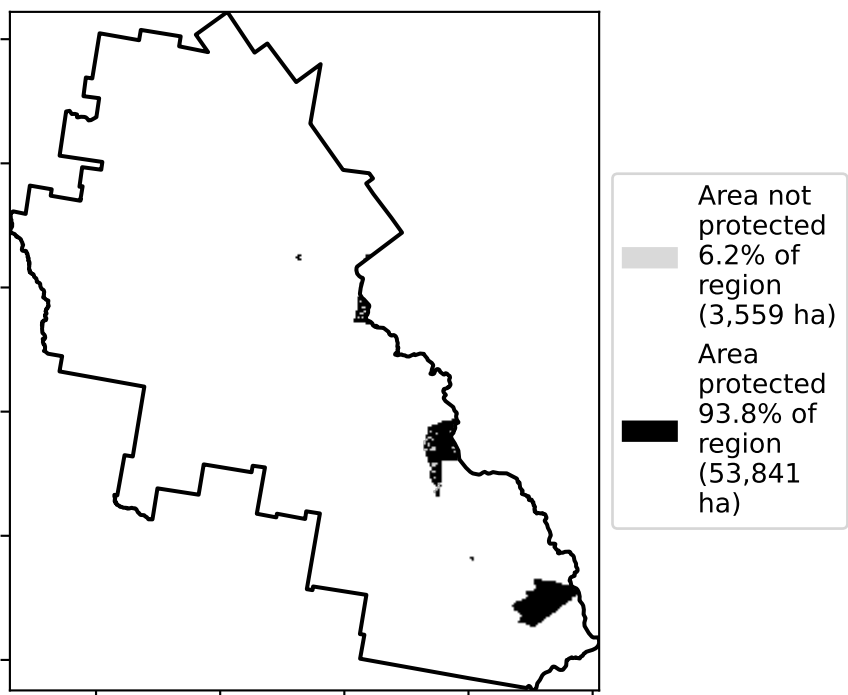 Area not
protected
6.2% of
region
(3,559 ha)
Area
protected
93.8% of
region
(53,841
ha)